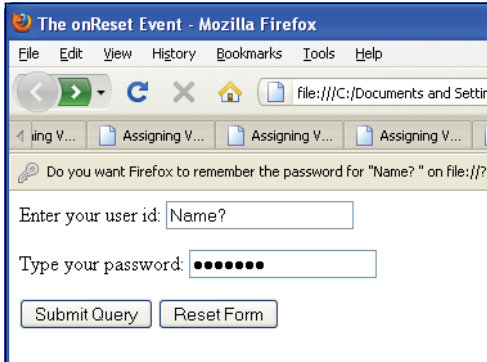 The onReset Event - Mozilla Firefox
File Edit View History Bookmarks Tools Help
file:///C:/Documents and Settin
ing V... Assigning V... Assigning V... Assigning V...
Do you want Firefox to remember the password for "Name? " on file://?
Enter your user id: Name?
Type your password: •••••••
Submit Query Reset Form